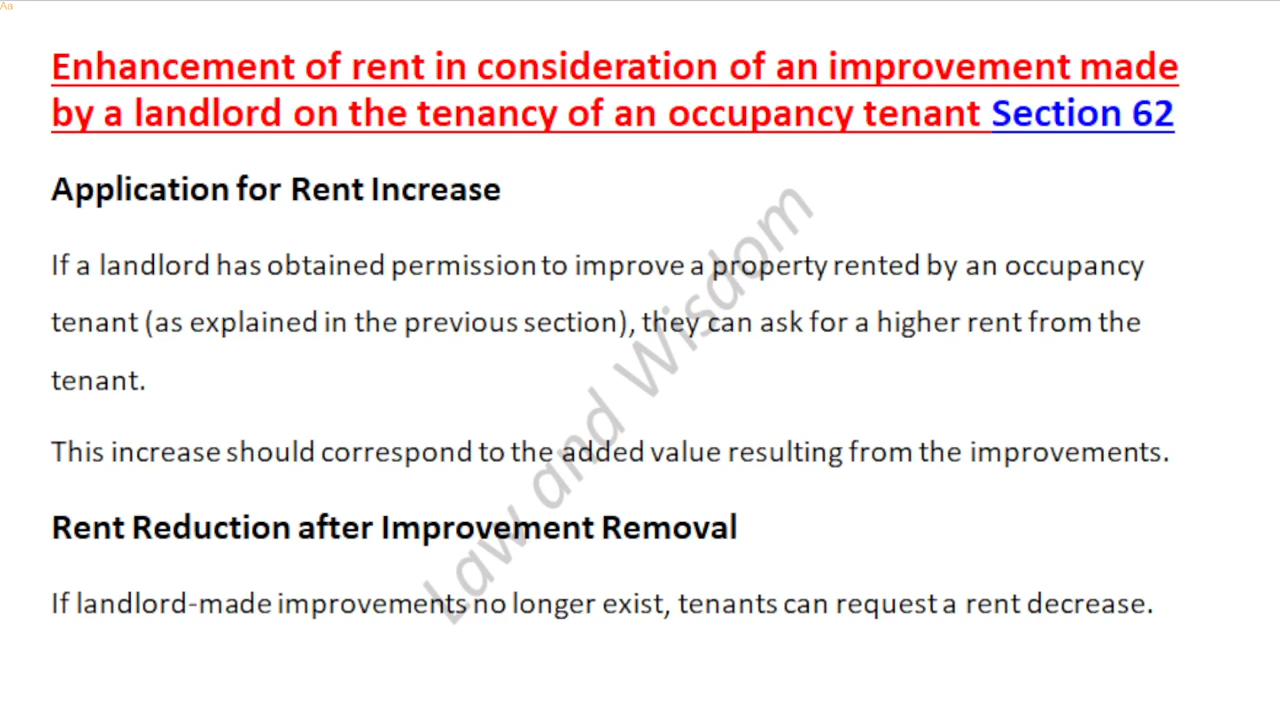 Aa
Enhancement of rent in consideration of an improvement made
by a landlord on the tenancy of an occupancy tenant Section 62
Application for Rent Increase
If a landlord has obtained permission to improve a property rented by an occupancy
tenant (as explained in the previous section), they can ask for a higher rent from the
tenant.
This increase should correspond to the added value resulting from the improvements.
Rent Reduction after Improvement Removal
If landlord-made improvements no longer exist, tenants can request a rent decrease.
Law and Wisdom